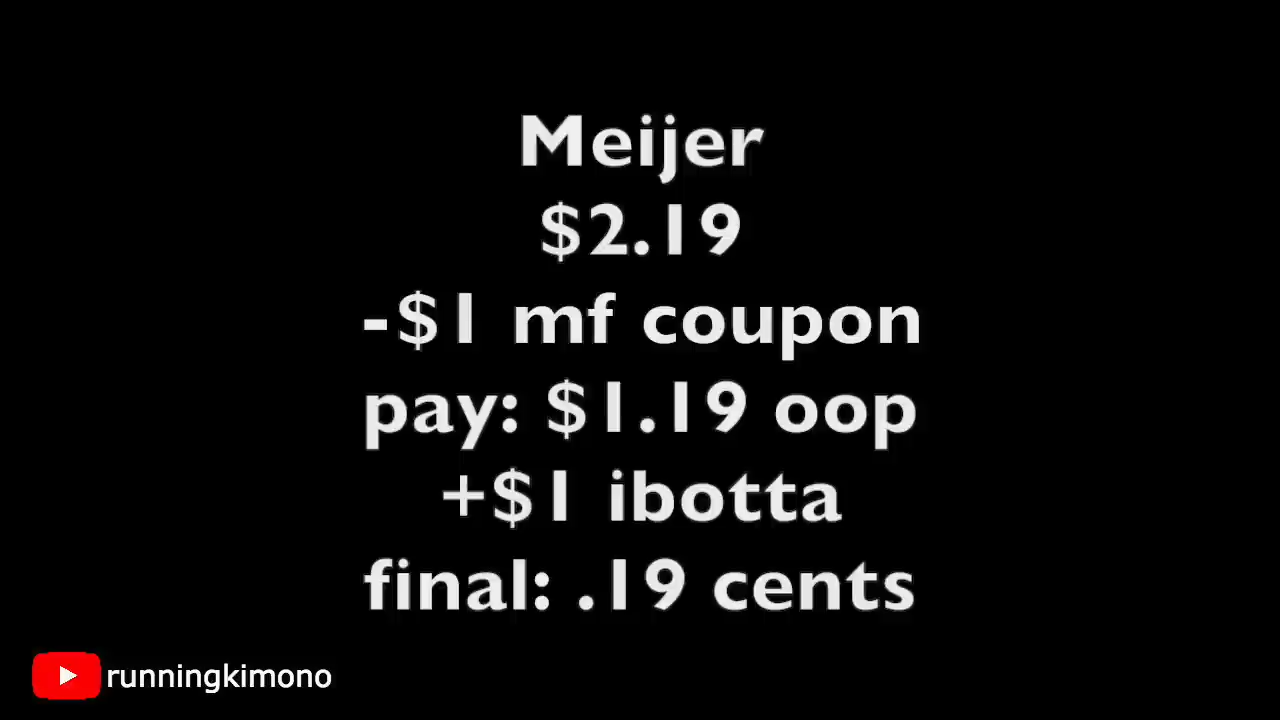 Meijer
$2.19
-$1 mf coupon
pay: $1.19 oop
+$1 ibotta
final: .19 cents
runningkimono